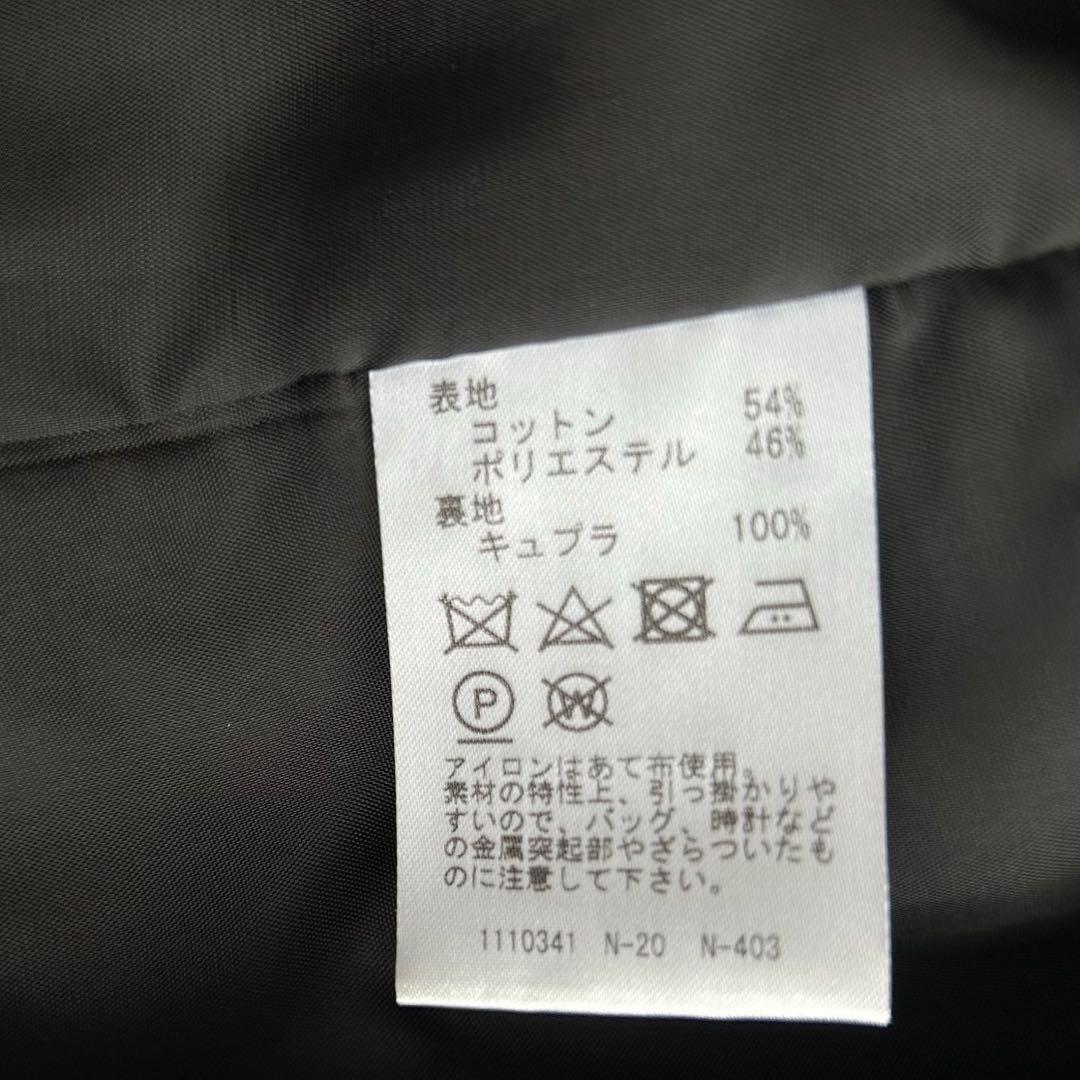 表地
コットン 54%
ポリエステル 46%
裏地
キュプラ 100%
P W
アイロンはあて布使用。
素材の特性上、引っ掛かりや
すいので、バッグ、時計など
の金属突起部やざらついたも
のに注意して下さい。
1110341 N-20 N-403